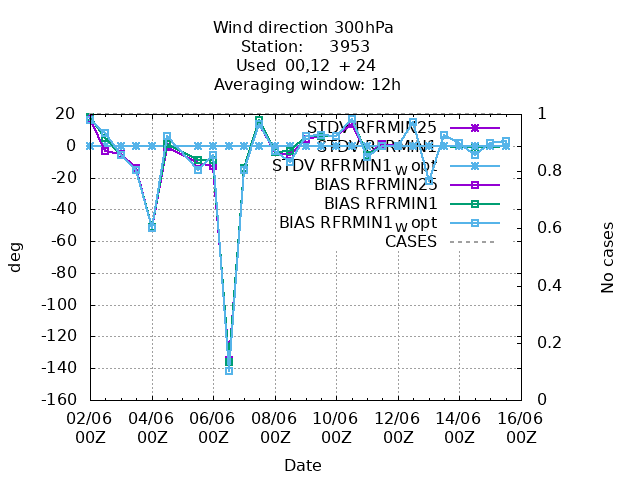 Wind direction 300hPa
Station: 3953
Used 00,12 + 24
Averaging window: 12h
20
0
-20
-40
-60
-80
-100
-120
-140
-160
deg
1
0.8
0.6
0.4
0.2
0
No cases
STDV RFRMIN25
STDV RFRMIN1
STDV RFRMIN1w opt
BIAS RFRMIN25
BIAS RFRMIN1
BIAS RFRMIN1w opt
CASES
02/06 04/06 06/06 08/06 10/06 12/06 14/06 16/06
00Z 00Z 00Z 00Z 00Z 00Z 00Z 00Z
Date